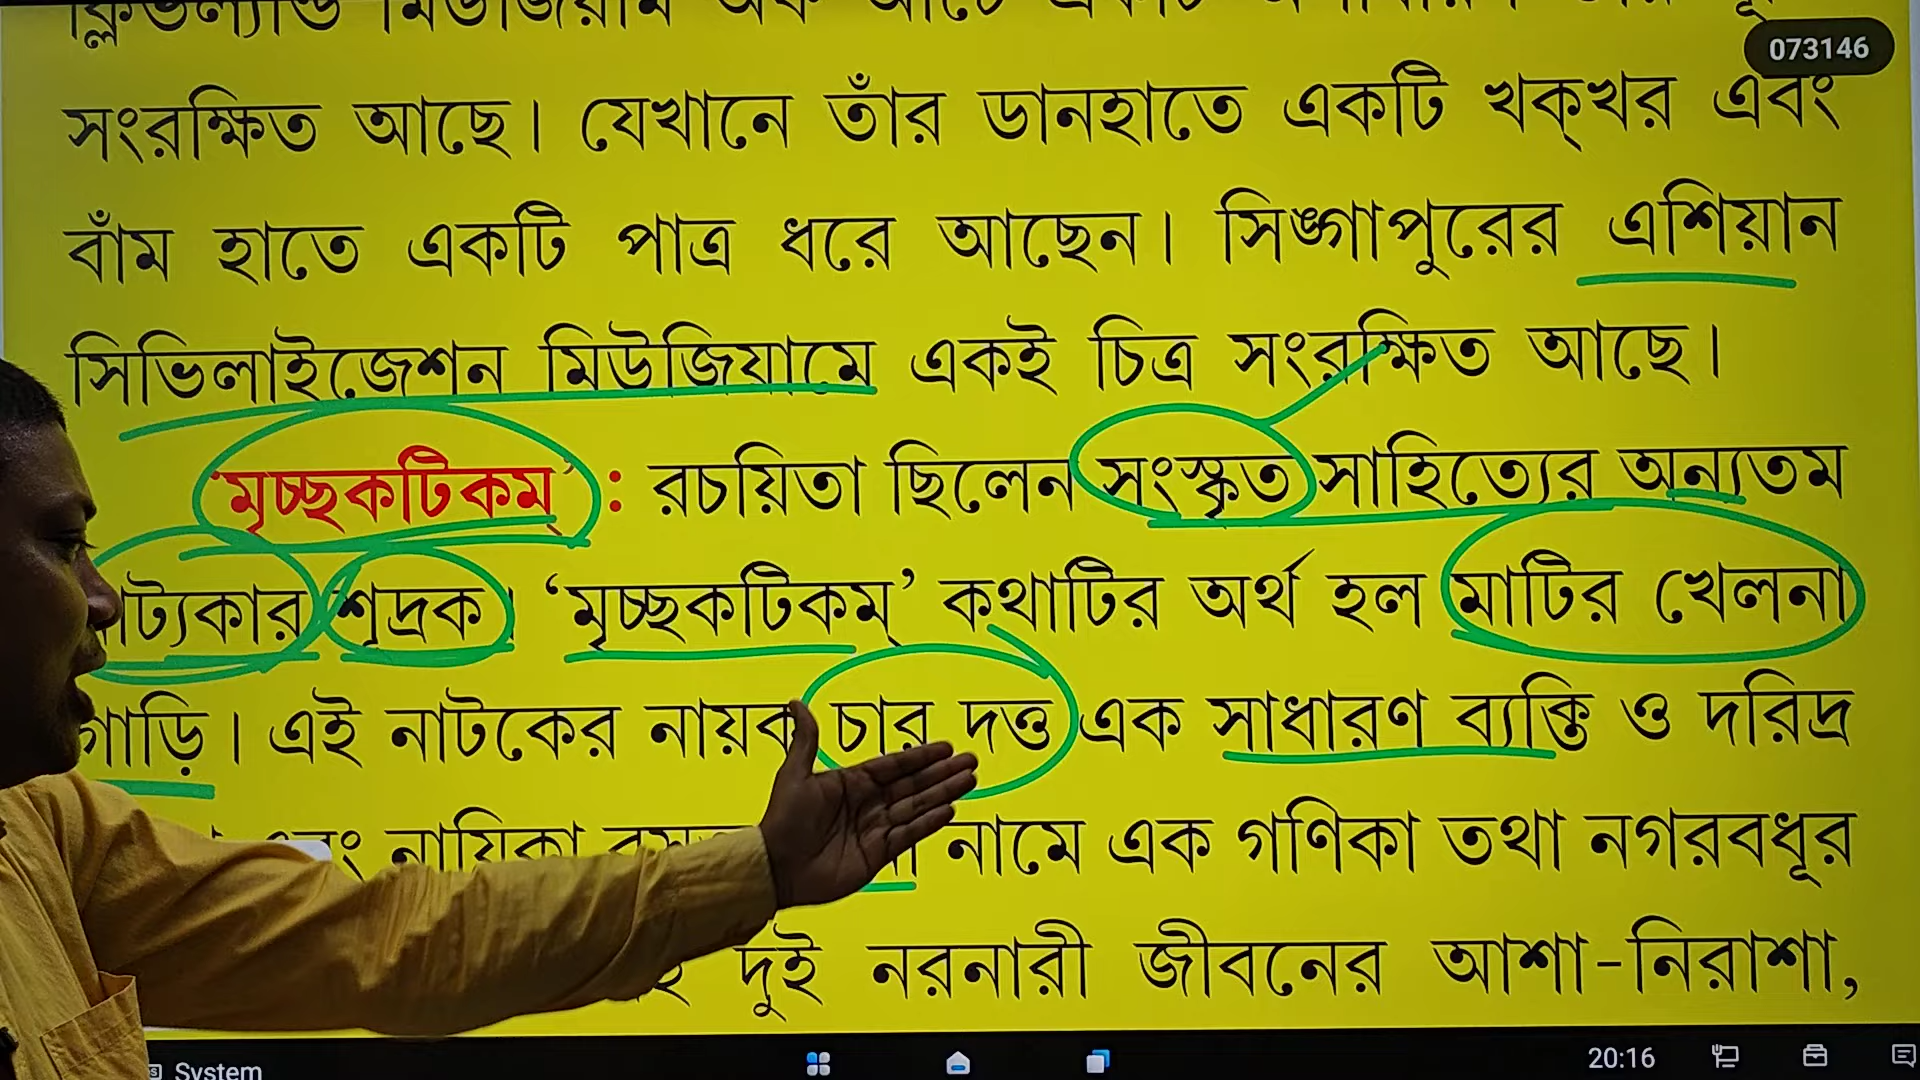 073146
সংরক্ষিত আছে। যেখানে তাঁর ডানহাতে একটি খক্‌খর এবং
বাঁম হাতে একটি পাত্র ধরে আছেন। সিঙ্গাপুরের এশিয়ান
সিভিলাইজেশন মিউজিয়ামে একই চিত্র সংরক্ষিত আছে।
'মৃচ্ছকটিকম্' : রচয়িতা ছিলেন সংস্কৃত সাহিত্যের অন্যতম
শূদ্রক। ‘মৃচ্ছকটিকম্’ কথাটির অর্থ হল মাটির খেলনা
গাড়ি। এই নাটকের নায়ক চার দত্ত এক সাধারণ ব্যক্তি ও দরিদ্র
নায়িকা নামে এক গণিকা তথা নগরবধূর
দুই নরনারী জীবনের আশা-নিরাশা,
System 20:16